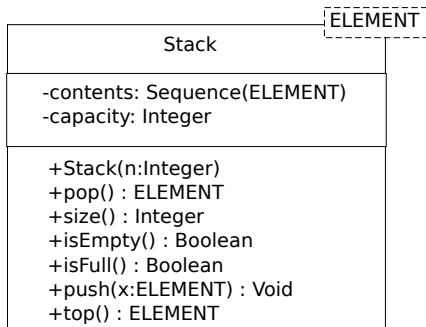 ELEMENT
Stack
-contents: Sequence(ELEMENT)
-capacity: Integer
+Stack(n:Integer)
+pop() : ELEMENT
+size() : Integer
+isEmpty() : Boolean
+isFull() : Boolean
+push(x:ELEMENT) : Void
+top() : ELEMENT